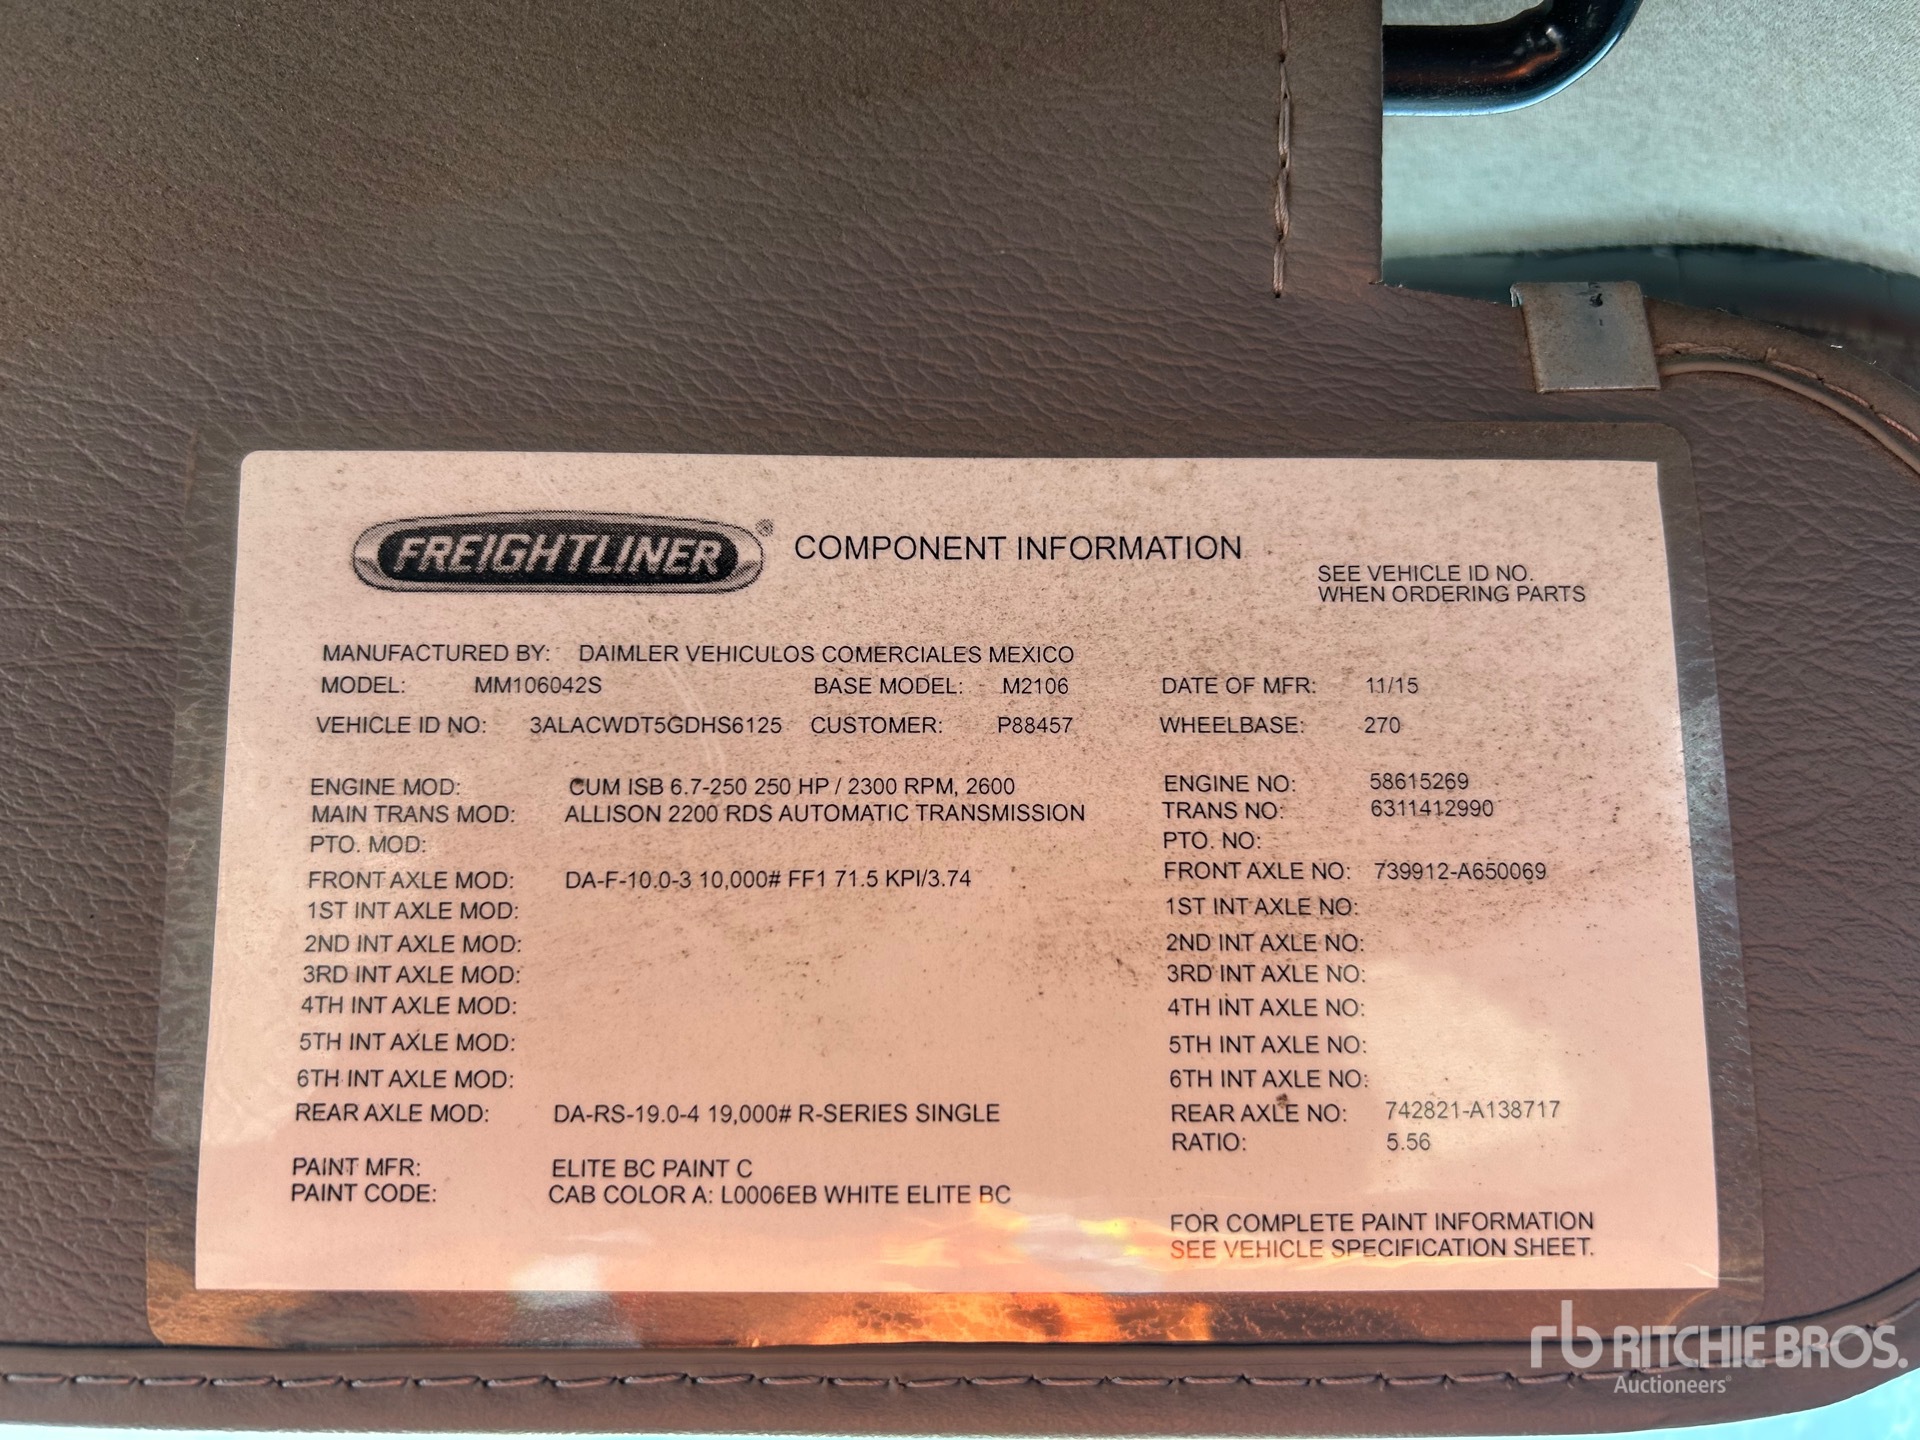 FREIGHTLINER® COMPONENT INFORMATION
SEE VEHICLE ID NO.
WHEN ORDERING PARTS
MANUFACTURED BY: DAIMLER VEHICULOS COMERCIALES MEXICO
MODEL: MM106042S BASE MODEL: M2106 DATE OF MFR: 11/15
VEHICLE ID NO: 3ALACWDT5GDHS6125 CUSTOMER: P88457 WHEELBASE: 270
ENGINE MOD: CUM ISB 6.7-250 250 HP / 2300 RPM, 2600 ENGINE NO: 58615269
MAIN TRANS MOD: ALLISON 2200 RDS AUTOMATIC TRANSMISSION TRANS NO: 6311412990
PTO. MOD: PTO. NO:
FRONT AXLE MOD: DA-F-10.0-3 10,000# FF1 71.5 KPI/3.74 FRONT AXLE NO: 739912-A650069
1ST INT AXLE MOD: 1ST INT AXLE NO:
2ND INT AXLE MOD: 2ND INT AXLE NO:
3RD INT AXLE MOD: 3RD INT AXLE NO:
4TH INT AXLE MOD: 4TH INT AXLE NO:
5TH INT AXLE MOD: 5TH INT AXLE NO:
6TH INT AXLE MOD: 6TH INT AXLE NO:
REAR AXLE MOD: DA-RS-19.0-4 19,000# R-SERIES SINGLE REAR AXLE NO: 742821-A138717
RATIO: 5.56
PAINT MFR: ELITE BC PAINT C
PAINT CODE: CAB COLOR A: L0006EB WHITE ELITE BC
FOR COMPLETE PAINT INFORMATION
SEE VEHICLE SPECIFICATION SHEET.
rb RITCHIE BROS.
Auctioneers®